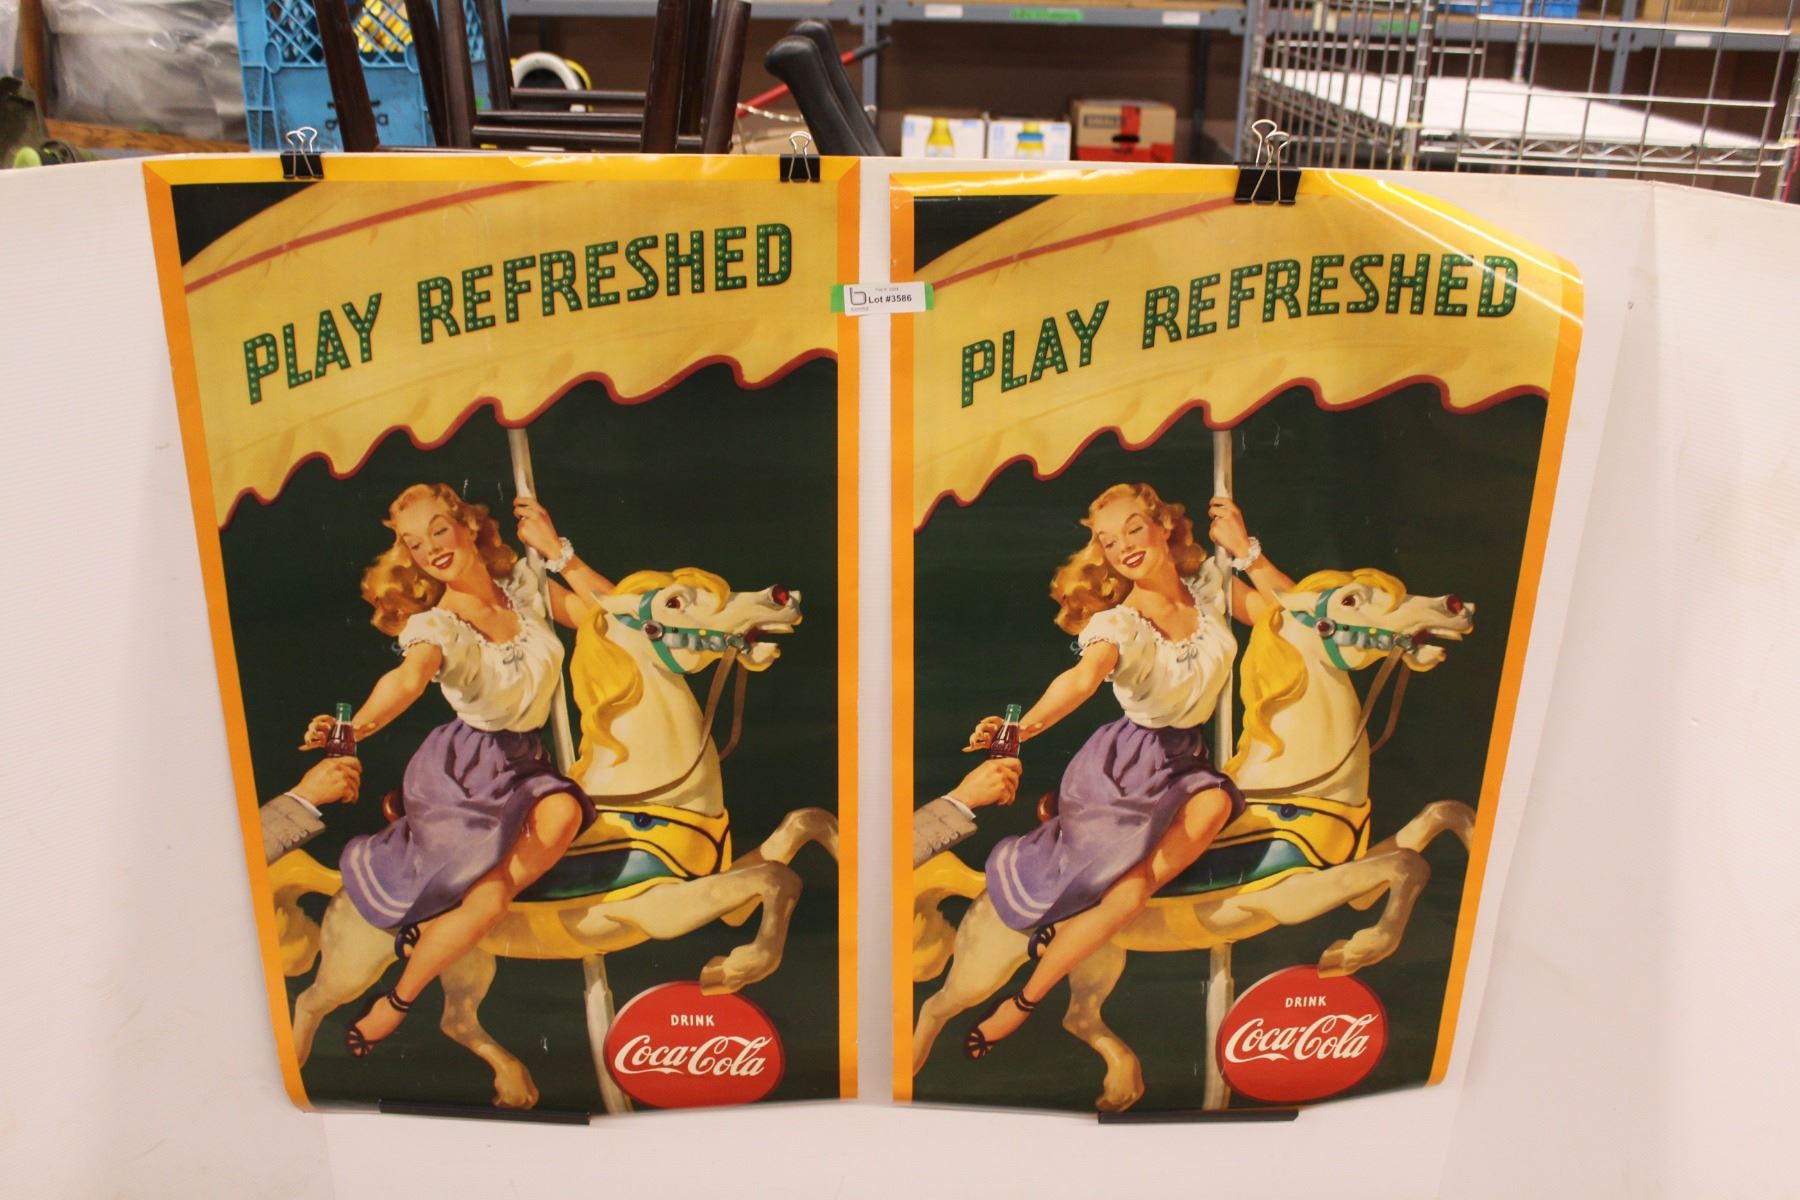 PLAY REFRESHED
DRINK
Coca-Cola
Lot #3586
PLAY REFRESHED
DRINK
Coca-Cola